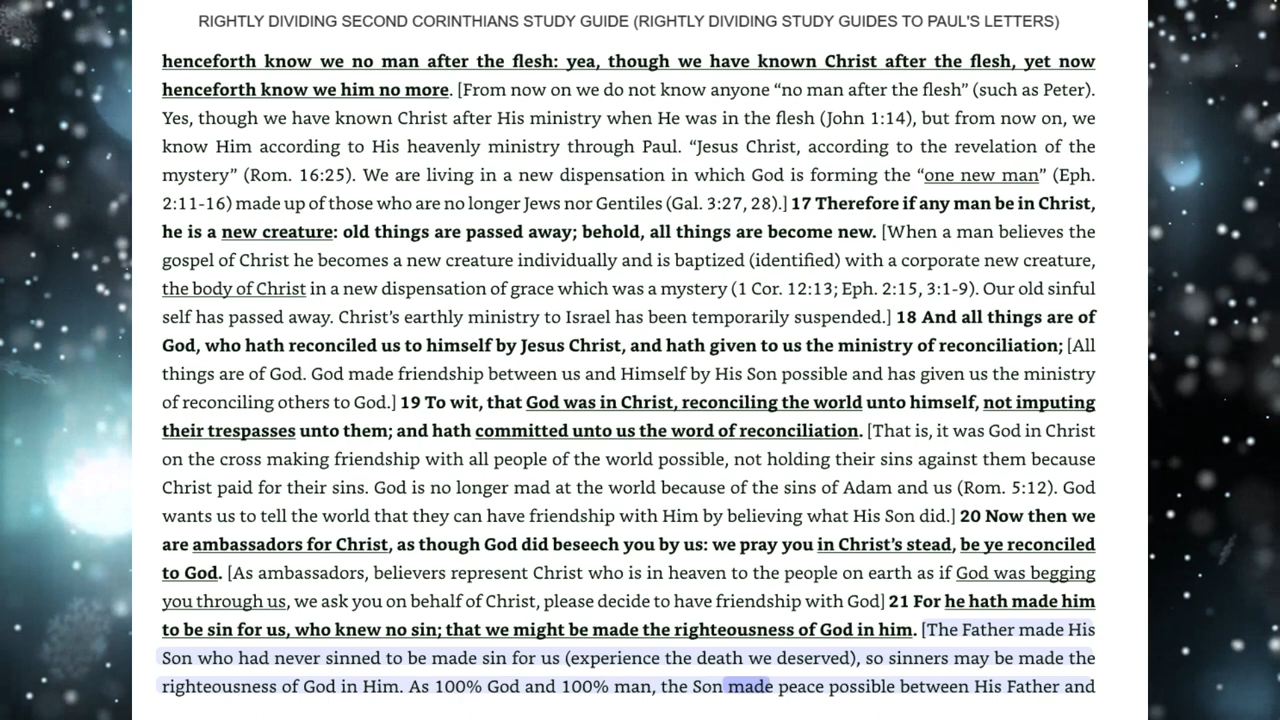 RIGHTLY DIVIDING SECOND CORINTHIANS STUDY GUIDE (RIGHTLY DIVIDING STUDY GUIDES TO PAUL'S LETTERS)
henceforth know we no man after the flesh: yea, though we have known Christ after the flesh, yet now
henceforth know we him no more. [From now on we do not know anyone “no man after the flesh” (such as Peter).
Yes, though we have known Christ after His ministry when He was in the flesh (John 1:14), but from now on, we
know Him according to His heavenly ministry through Paul. “Jesus Christ, according to the revelation of the
mystery” (Rom. 16:25). We are living in a new dispensation in which God is forming the “one new man” (Eph.
2:11-16) made up of those who are no longer Jews nor Gentiles (Gal. 3:27, 28).] 17 Therefore if any man be in Christ,
he is a new creature: old things are passed away; behold, all things are become new. [When a man believes the
gospel of Christ he becomes a new creature individually and is baptized (identified) with a corporate new creature,
the body of Christ in a new dispensation of grace which was a mystery (1 Cor. 12:13; Eph. 2:15, 3:1-9). Our old sinful
self has passed away. Christ’s earthly ministry to Israel has been temporarily suspended.] 18 And all things are of
God, who hath reconciled us to himself by Jesus Christ, and hath given to us the ministry of reconciliation; [All
things are of God. God made friendship between us and Himself by His Son possible and has given us the ministry
of reconciling others to God.] 19 To wit, that God was in Christ, reconciling the world unto himself, not imputing
their trespasses unto them; and hath committed unto us the word of reconciliation. [That is, it was God in Christ
on the cross making friendship with all people of the world possible, not holding their sins against them because
Christ paid for their sins. God is no longer mad at the world because of the sins of Adam and us (Rom. 5:12). God
wants us to tell the world that they can have friendship with Him by believing what His Son did.] 20 Now then we
are ambassadors for Christ, as though God did beseech you by us: we pray you in Christ’s stead, be ye reconciled
to God. [As ambassadors, believers represent Christ who is in heaven to the people on earth as if God was begging
you through us, we ask you on behalf of Christ, please decide to have friendship with God] 21 For he hath made him
to be sin for us, who knew no sin; that we might be made the righteousness of God in him. [The Father made His
Son who had never sinned to be made sin for us (experience the death we deserved), so sinners may be made the
righteousness of God in Him. As 100% God and 100% man, the Son made peace possible between His Father and